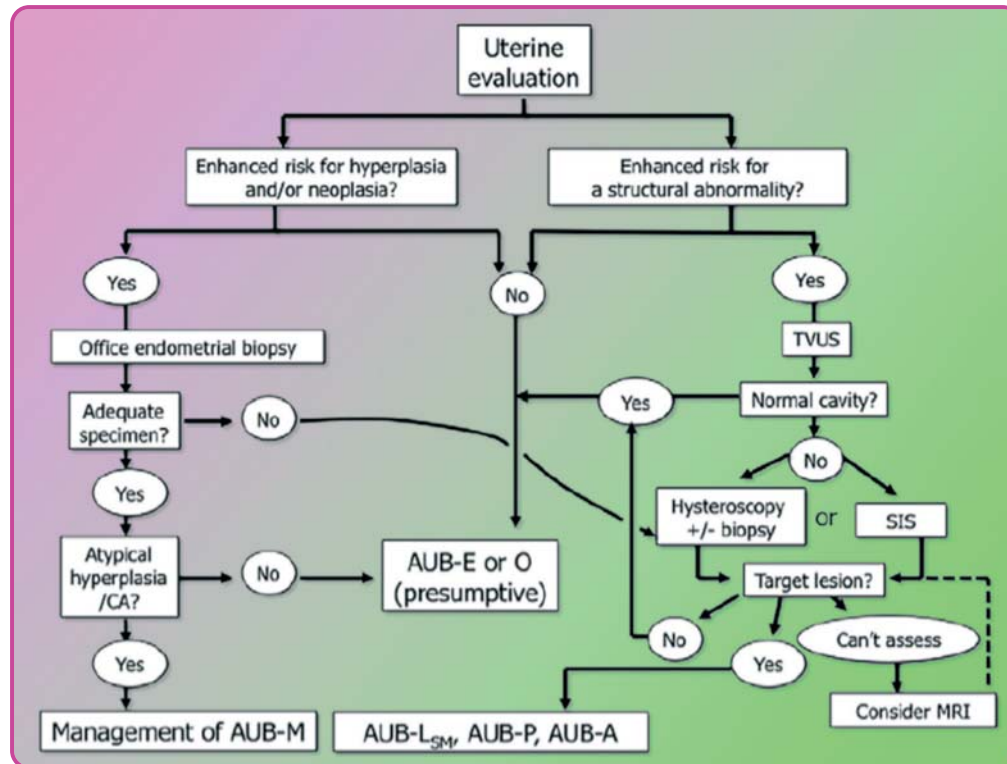 Uterine
evaluation
Enhanced risk for hyperplasia
and/or neoplasia?
Enhanced risk for
a structural abnormality?
Yes
No
Yes
Office endometrial biopsy
TVUS
Adequate
specimen?
No
Yes
Normal cavity?
No
Yes
Hysteroscopy
+/- biopsy
or
SIS
Atypical
hyperplasia
/CA?
No
AUB-E or O
(presumptive)
Target lesion?
No
Yes
Can't assess
Yes
Consider MRI
Management of AUB-M
AUB-LSM, AUB-P, AUB-A